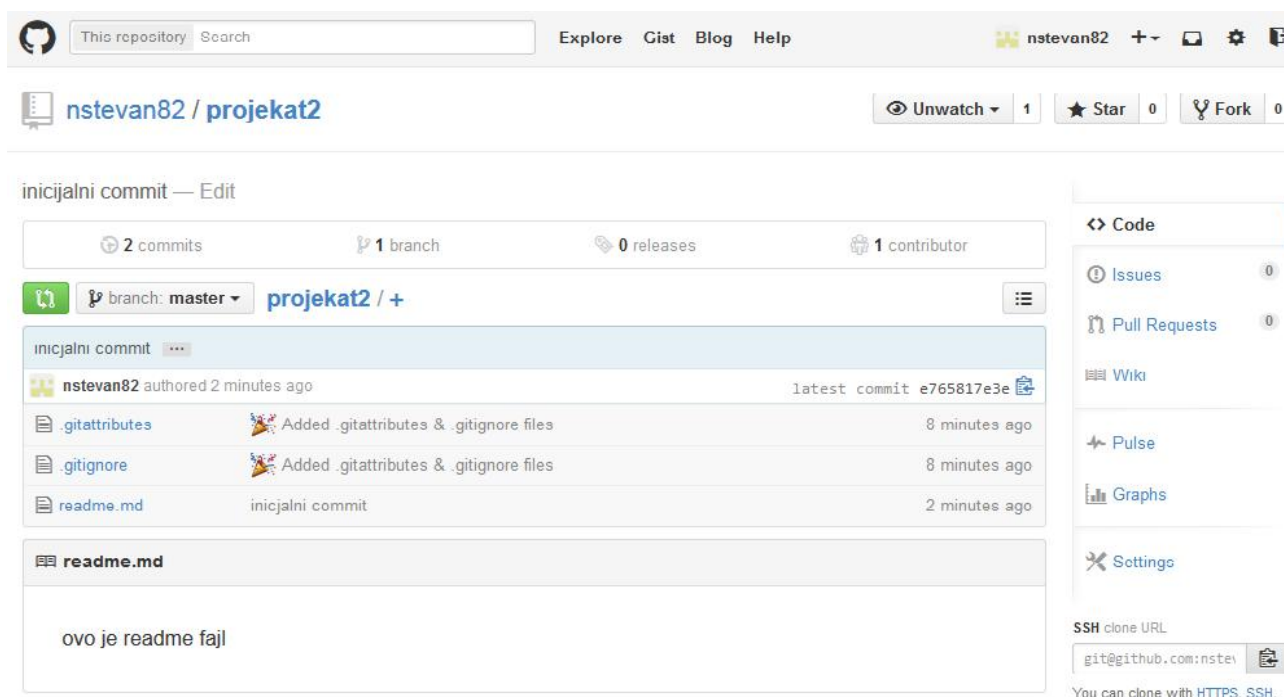 This repository Search Explore Gist Blog Help nstevan82
nstevan82 / projekat2 Unwatch 1 Star 0 Fork 0
inicijalni commit — Edit
2 commits 1 branch 0 releases 1 contributor
branch: master projekat2 / +
inicjalni commit ...
nstevan82 authored 2 minutes ago latest commit e765817e3e
.gitattributes Added .gitattributes & .gitignore files 8 minutes ago
.gitignore Added .gitattributes & .gitignore files 8 minutes ago
readme.md inicjalni commit 2 minutes ago
readme.md
ovo je readme fajl
<> Code
Issues 0
Pull Requests 0
Wiki
Pulse
Graphs
Settings
SSH clone URL
git@github.com:nstev
You can clone with HTTPS, SSH,